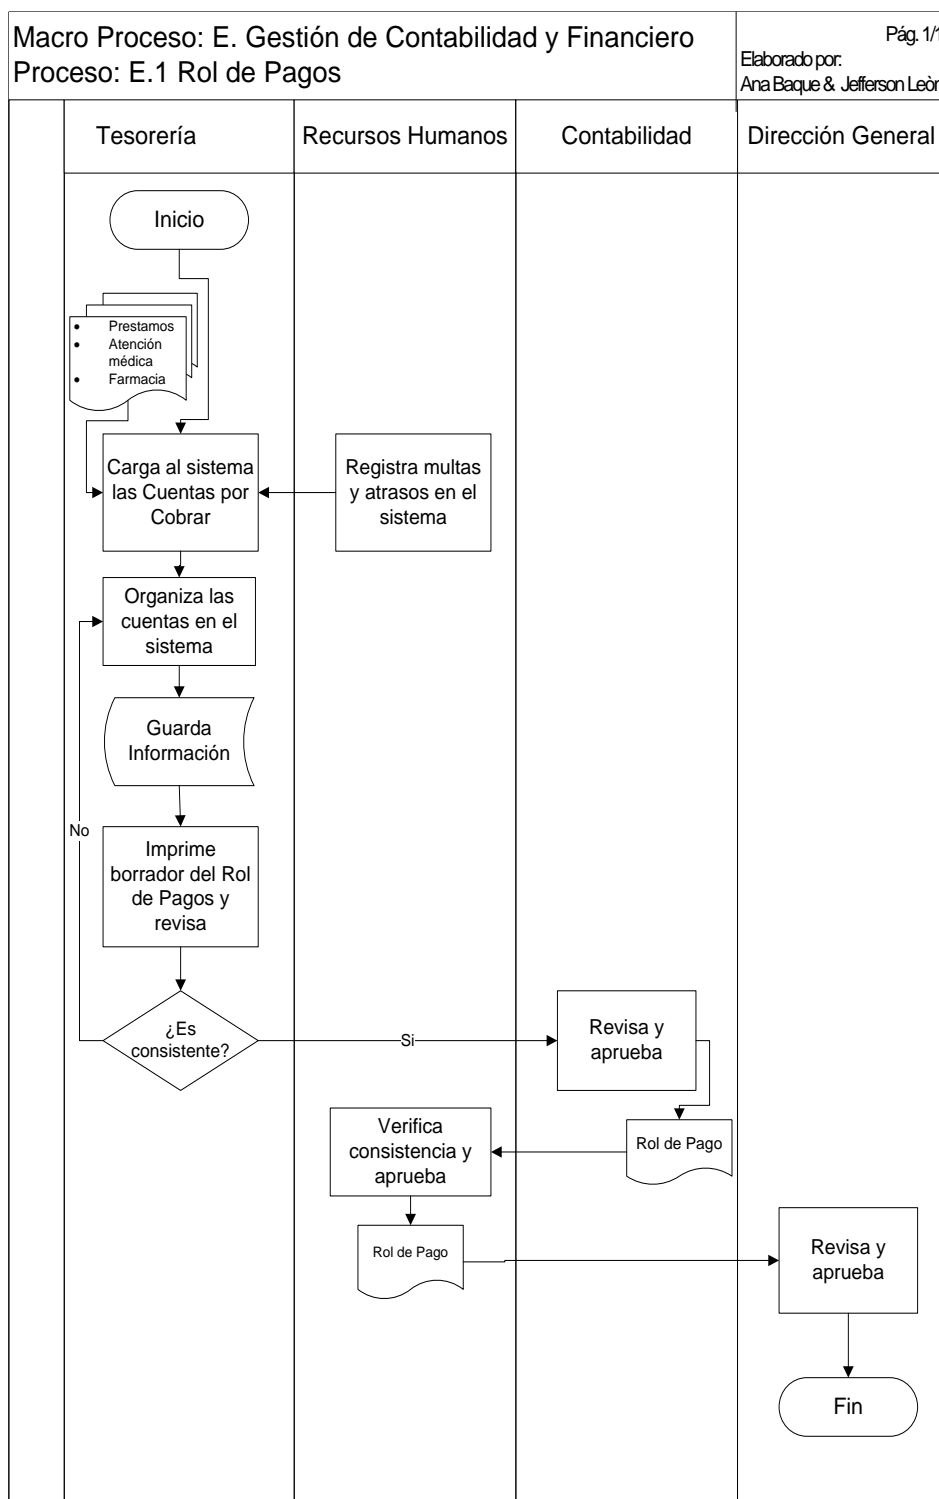 Macro Proceso: E. Gestión de Contabilidad y Financiero
Proceso: E.1 Rol de Pagos
Pág. 1/1
Elaborado por:
Ana Baque & Jefferson Leòn
Tesorería
Recursos Humanos
Contabilidad
Dirección General
Inicio
• Prestamos
• Atención
médica
• Farmacia
Carga al sistema
las Cuentas por
Cobrar
Registra multas
y atrasos en el
sistema
Organiza las
cuentas en el
sistema
Guarda
Información
No
Imprime
borrador del Rol
de Pagos y
revisa
¿Es
consistente?
Si
Revisa y
aprueba
Rol de Pago
Verifica
consistencia y
aprueba
Rol de Pago
Revisa y
aprueba
Fin